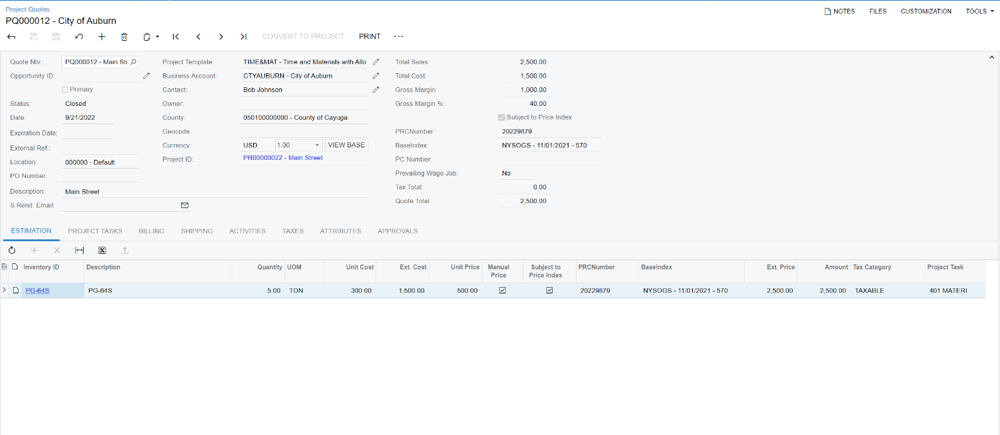 Project Quotes
PQ000012 - City of Auburn
NOTES FILES CUSTOMIZATION TOOLS
CONVERT TO PROJECT PRINT ...
Quote Nbr.: PQ000012 - Main Str
Opportunity ID:
Primary
Status: Closed
Date: 9/21/2022
Expiration Date:
External Ref.:
Location: 000000 - Default
PO Number:
Description: Main Street
S.Rend. Email:
Project Template: TIME&MAT - Time and Materials with Allo
Business Account: CTYAUBURN - City of Auburn
Contact: Bob Johnson
Owner:
County: 050100000000 - County of Cayuga
Geocode:
Currency: USD 1.00 VIEW BASE
Project ID: PR00000022 - Main Street
Total Sales: 2,500.00
Total Cost: 1,500.00
Gross Margin: 1,000.00
Gross Margin %: 40.00
Subject to Price Index
PRCNumber: 20229879
BaseIndex: NYSOGS - 11/01/2021 - 570
PC Number:
Prevailing Wage Job: No
Tax Total: 0.00
Quote Total: 2,500.00
ESTIMATION PROJECT TASKS BILLING SHIPPING ACTIVITIES TAXES ATTRIBUTES APPROVALS
Inventory ID Description Quantity UOM Unit Cost Ext. Cost Unit Price Manual Price Subject to Price Index PRCNumber BaseIndex Ext. Price Amount Tax Category Project Task
PG-64S PG-64S 5.00 TON 300.00 1,500.00 500.00 20229879 NYSOGS - 11/01/2021 - 570 2,500.00 2,500.00 TAXABLE 401 MATERI